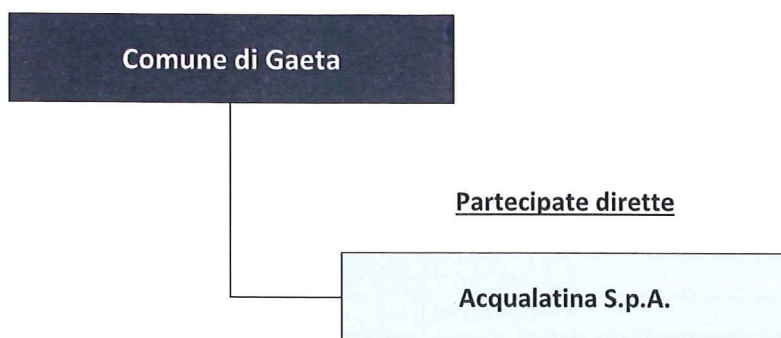 Comune di Gaeta
Partecipate dirette
Acqualatina S.p.A.